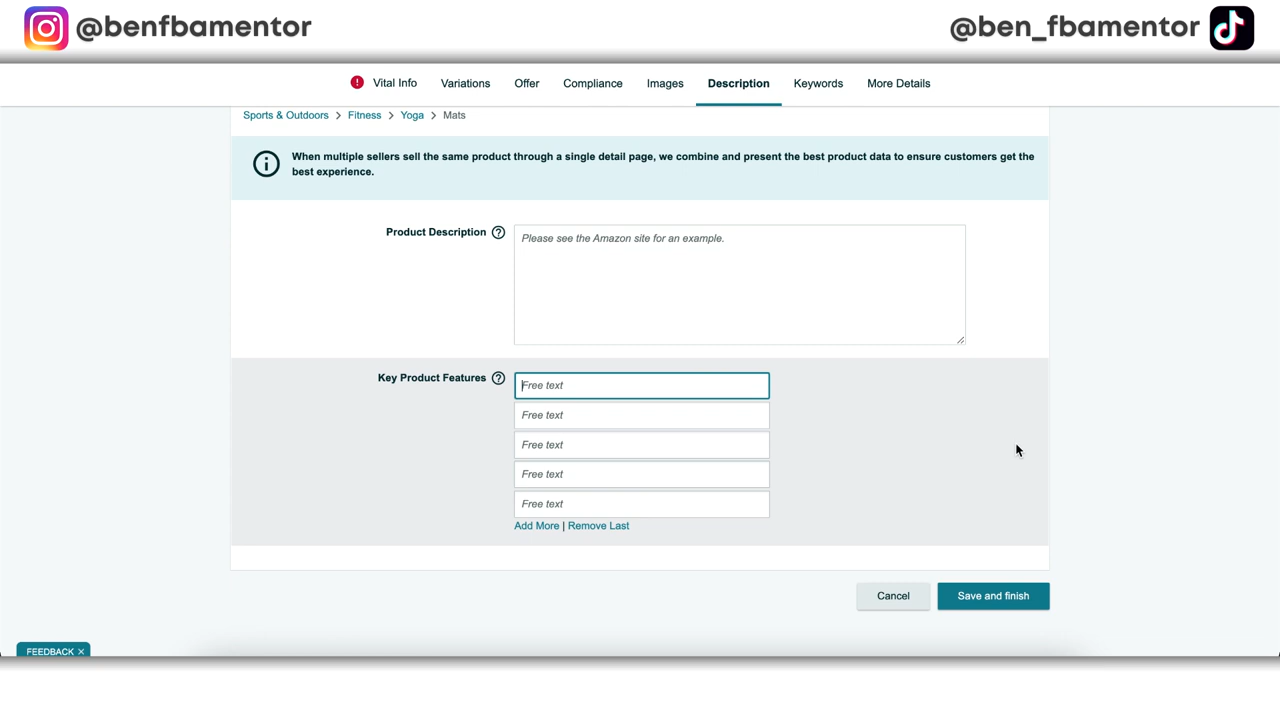 @benfbamentor
@ben_fbamentor
Vital Info Variations Offer Compliance Images Description Keywords More Details
Sports & Outdoors > Fitness > Yoga > Mats
When multiple sellers sell the same product through a single detail page, we combine and present the best product data to ensure customers get the
best experience.
Product Description
Please see the Amazon site for an example.
Key Product Features
Free text
Free text
Free text
Free text
Free text
Add More | Remove Last
Cancel
Save and finish
FEEDBACK ×